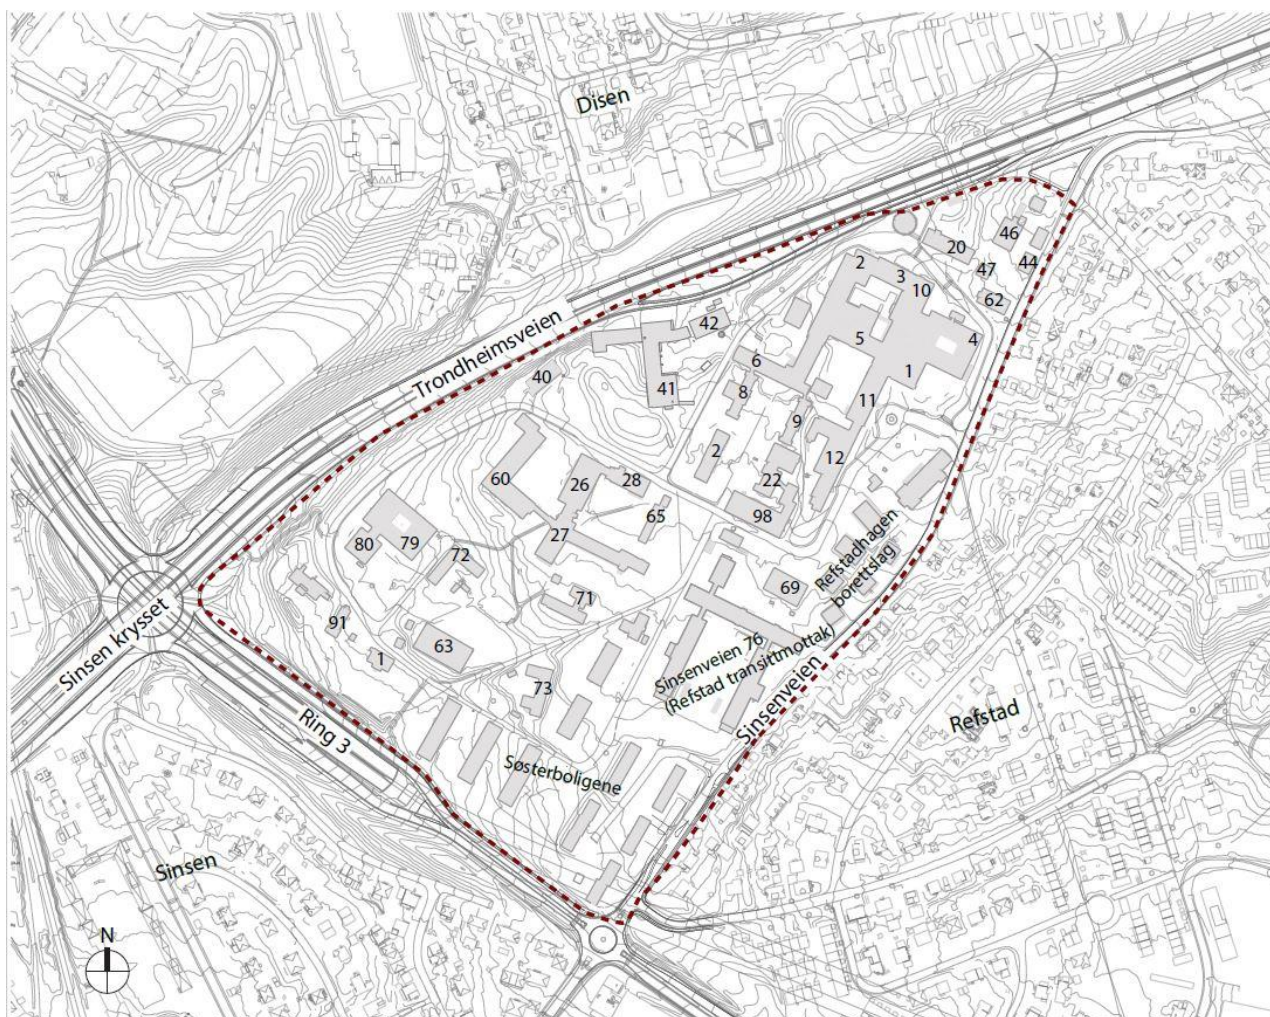 Disen
46
20
44
47
2
3
10
62
42
5
4
Trondheimsveien
6
1
40
8
41
11
9
2
12
60
26
28
22
65
98
27
80
79
72
69
Refstadhagen
borettslag
71
91
63
1
Sinsenveien 76
(Refstad transittmottak)
73
Sinsen krysset
Ring 3
Sinsenveien
Refstad
Søsterboligene
Sinsen
N